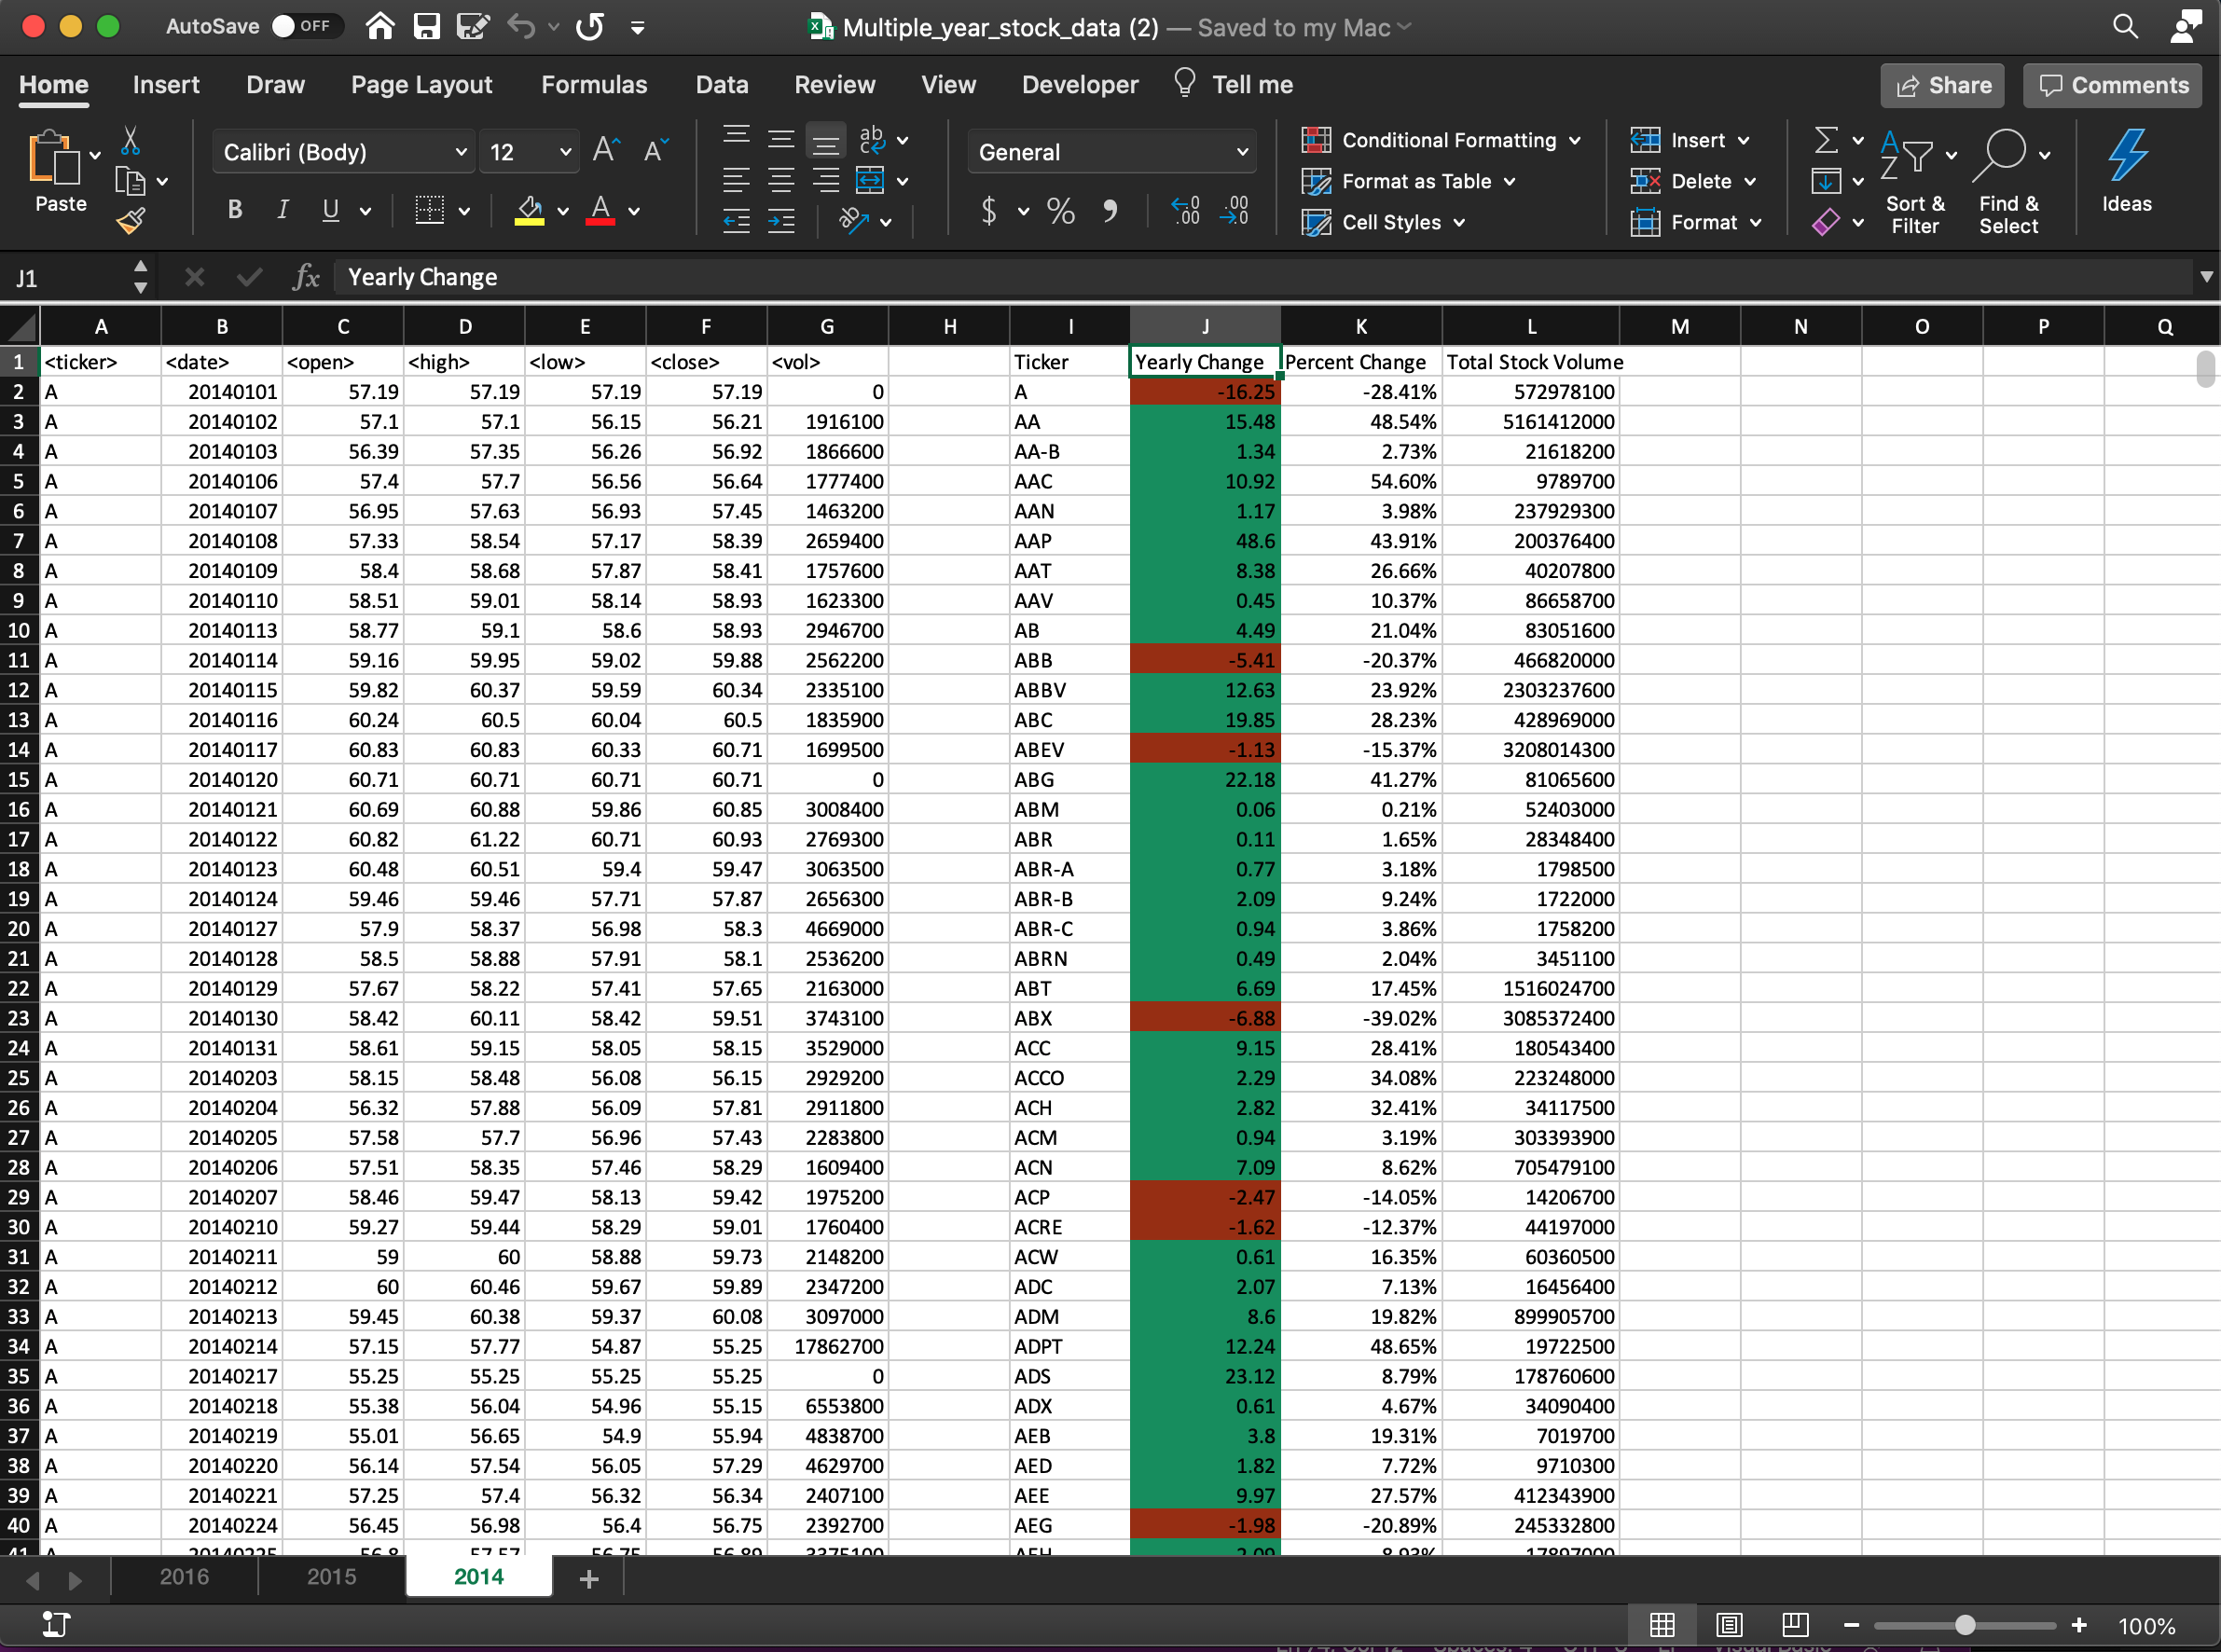 AutoSave OFF Multiple_year_stock_data (2) — Saved to my Mac
Home Insert Draw Page Layout Formulas Data Review View Developer Tell me Share Comments
Paste
Calibri (Body) 12
B I U
ab
General
$ % 9
Conditional Formatting
Format as Table
Cell Styles
Insert
Delete
Format
Sort & Filter
Find & Select
Ideas
J1 fx Yearly Change
A B C D E F G H I J K L M N O P Q
1 <ticker> <date> <open> <high> <low> <close> <vol> Ticker Yearly Change Percent Change Total Stock Volume
2 A 20140101 57.19 57.19 57.19 57.19 0 A -16.25 -28.41% 572978100
3 A 20140102 57.1 57.1 56.15 56.21 1916100 AA 15.48 48.54% 5161412000
4 A 20140103 56.39 57.35 56.26 56.92 1866600 AA-B 1.34 2.73% 21618200
5 A 20140106 57.4 57.7 56.56 56.64 1777400 AAC 10.92 54.60% 9789700
6 A 20140107 56.95 57.63 56.93 57.45 1463200 AAN 1.17 3.98% 237929300
7 A 20140108 57.33 58.54 57.17 58.39 2659400 AAP 48.6 43.91% 200376400
8 A 20140109 58.4 58.68 57.87 58.41 1757600 AAT 8.38 26.66% 40207800
9 A 20140110 58.51 59.01 58.14 58.93 1623300 AAV 0.45 10.37% 86658700
10 A 20140113 58.77 59.1 58.6 58.93 2946700 AB 4.49 21.04% 83051600
11 A 20140114 59.16 59.95 59.02 59.88 2562200 ABB -5.41 -20.37% 466820000
12 A 20140115 59.82 60.37 59.59 60.34 2335100 ABBV 12.63 23.92% 2303237600
13 A 20140116 60.24 60.5 60.04 60.5 1835900 ABC 19.85 28.23% 428969000
14 A 20140117 60.83 60.83 60.33 60.71 1699500 ABEV -1.13 -15.37% 3208014300
15 A 20140120 60.71 60.71 60.71 60.71 0 ABG 22.18 41.27% 81065600
16 A 20140121 60.69 60.88 59.86 60.85 3008400 ABM 0.06 0.21% 52403000
17 A 20140122 60.82 61.22 60.71 60.93 2769300 ABR 0.11 1.65% 28348400
18 A 20140123 60.48 60.51 59.4 59.47 3063500 ABR-A 0.77 3.18% 1798500
19 A 20140124 59.46 59.46 57.71 57.87 2656300 ABR-B 2.09 9.24% 1722000
20 A 20140127 57.9 58.37 56.98 58.3 4669000 ABR-C 0.94 3.86% 1758200
21 A 20140128 58.5 58.88 57.91 58.1 2536200 ABRN 0.49 2.04% 3451100
22 A 20140129 57.67 58.22 57.41 57.65 2163000 ABT 6.69 17.45% 1516024700
23 A 20140130 58.42 60.11 58.42 59.51 3743100 ABX -6.88 -39.02% 3085372400
24 A 20140131 58.61 59.15 58.05 58.15 3529000 ACC 9.15 28.41% 180543400
25 A 20140203 58.15 58.48 56.08 56.15 2929200 ACCO 2.29 34.08% 223248000
26 A 20140204 56.32 57.88 56.09 57.81 2911800 ACH 2.82 32.41% 34117500
27 A 20140205 57.58 57.7 56.96 57.43 2283800 ACM 0.94 3.19% 303393900
28 A 20140206 57.51 58.35 57.46 58.29 1609400 ACN 7.09 8.62% 705479100
29 A 20140207 58.46 59.47 58.13 59.42 1975200 ACP -2.47 -14.05% 14206700
30 A 20140210 59.27 59.44 58.29 59.01 1760400 ACRE -1.62 -12.37% 44197000
31 A 20140211 59 60 58.88 59.73 2148200 ACW 0.61 16.35% 60360500
32 A 20140212 60 60.46 59.67 59.89 2347200 ADC 2.07 7.13% 16456400
33 A 20140213 59.45 60.38 59.37 60.08 3097000 ADM 8.6 19.82% 899905700
34 A 20140214 57.15 57.77 54.87 55.25 17862700 ADPT 12.24 48.65% 19722500
35 A 20140217 55.25 55.25 55.25 55.25 0 ADS 23.12 8.79% 178760600
36 A 20140218 55.38 56.04 54.96 55.15 6553800 ADX 0.61 4.67% 34090400
37 A 20140219 55.01 56.65 54.9 55.94 4838700 AEB 3.8 19.31% 7019700
38 A 20140220 56.14 57.54 56.05 57.29 4629700 AED 1.82 7.72% 9710300
39 A 20140221 57.25 57.4 56.32 56.34 2407100 AEE 9.97 27.57% 412343900
40 A 20140224 56.45 56.98 56.4 56.75 2392700 AEG -1.98 -20.89% 245332800
2016 2015 2014 +
100%